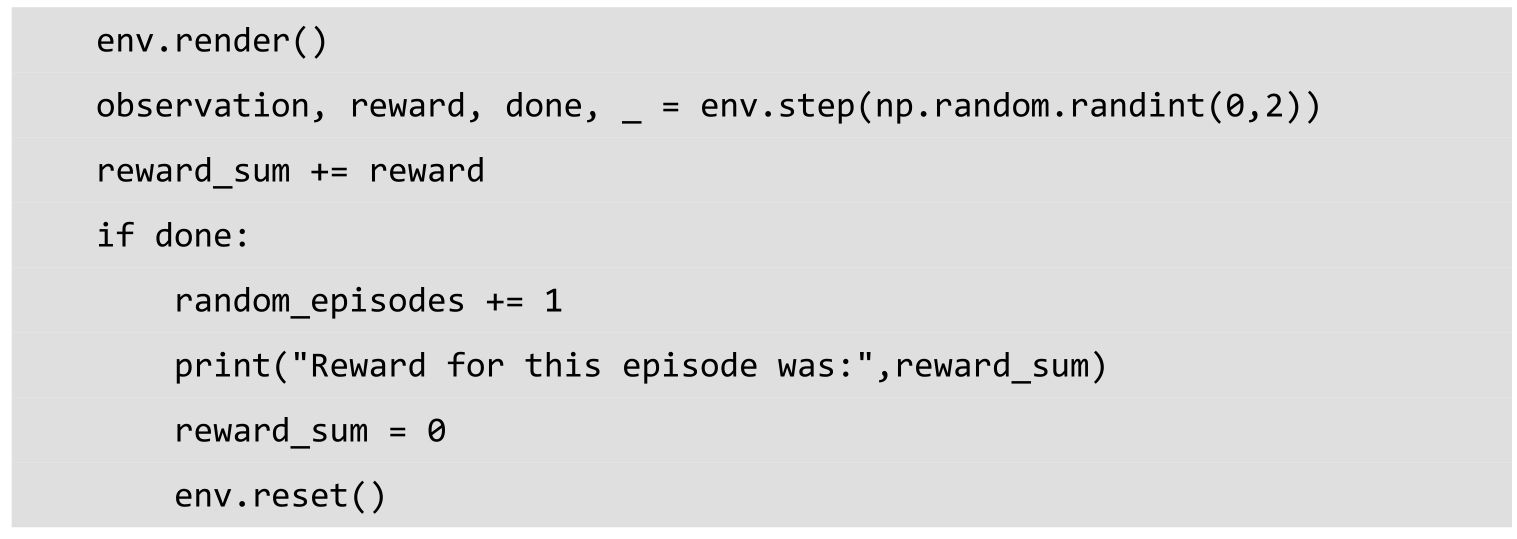 env.render()
observation, reward, done, _ = env.step(np.random.randint(0,2))
reward_sum += reward
if done:
random_episodes += 1
print("Reward for this episode was:",reward_sum)
reward_sum = 0
env.reset()